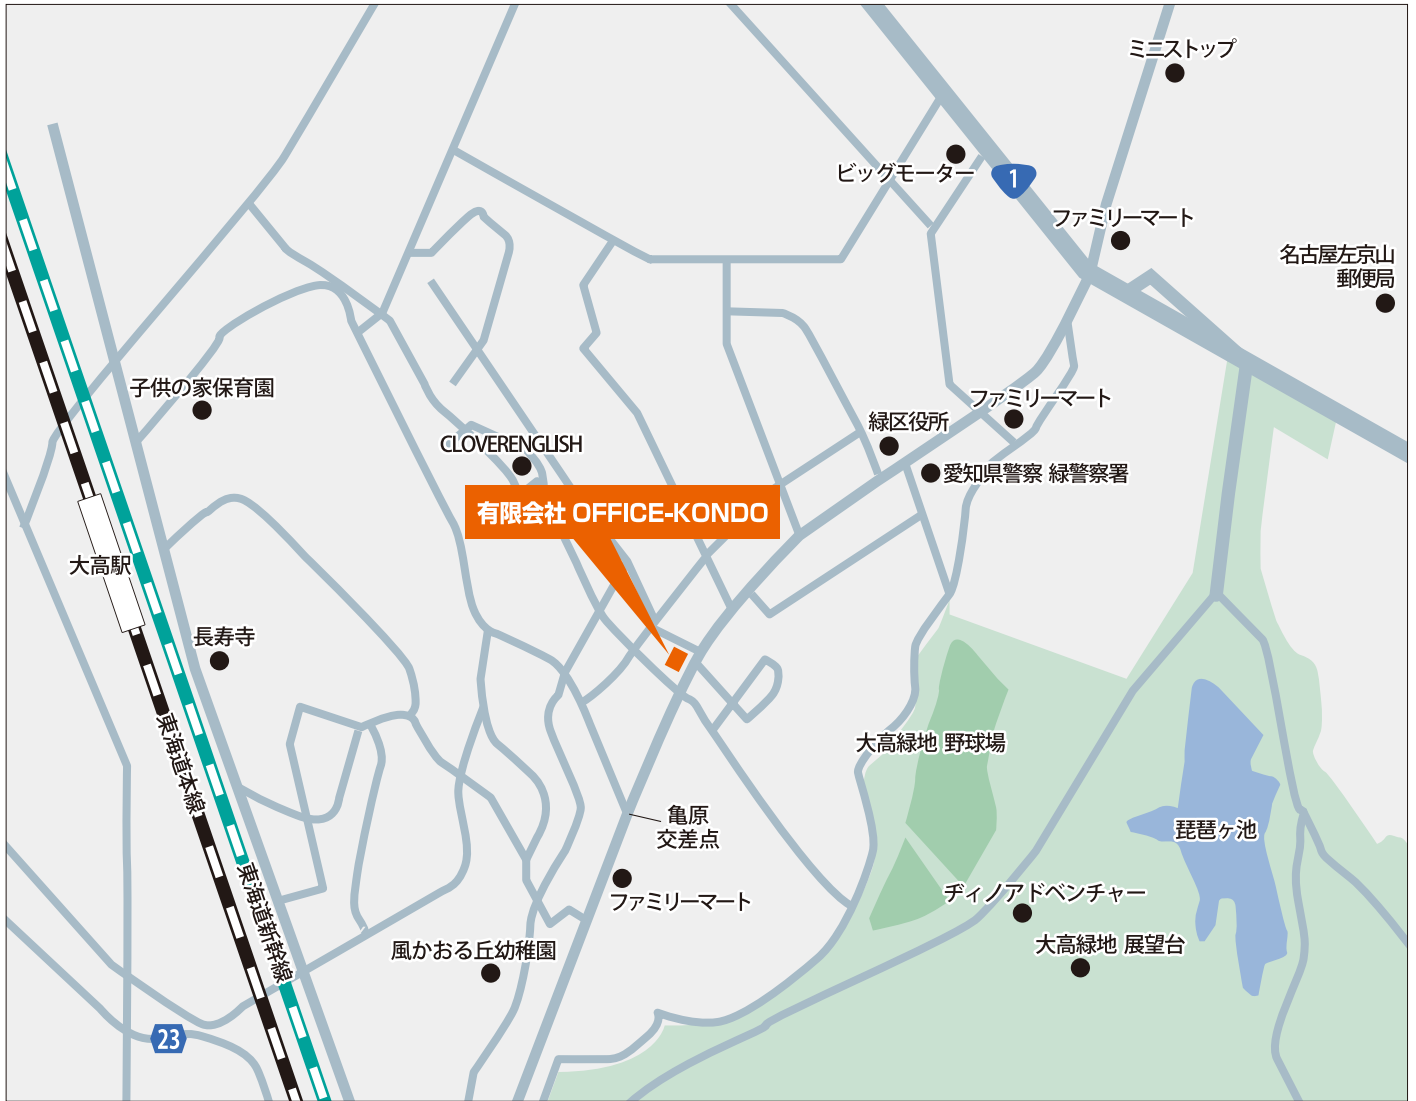 ミニストップ
ビッグモーター
1
ファミリーマート
名古屋左京山
郵便局
子供の家保育園
ファミリーマート
緑区役所
CLOVERENGLISH
愛知県警察 緑警察署
有限会社 OFFICE-KONDO
大高駅
長寿寺
東海道本線
大高緑地 野球場
亀原
交差点
琵琶ヶ池
東海道新幹線
ファミリーマート
ヂィノアドベンチャー
風かおる丘幼稚園
大高緑地 展望台
23